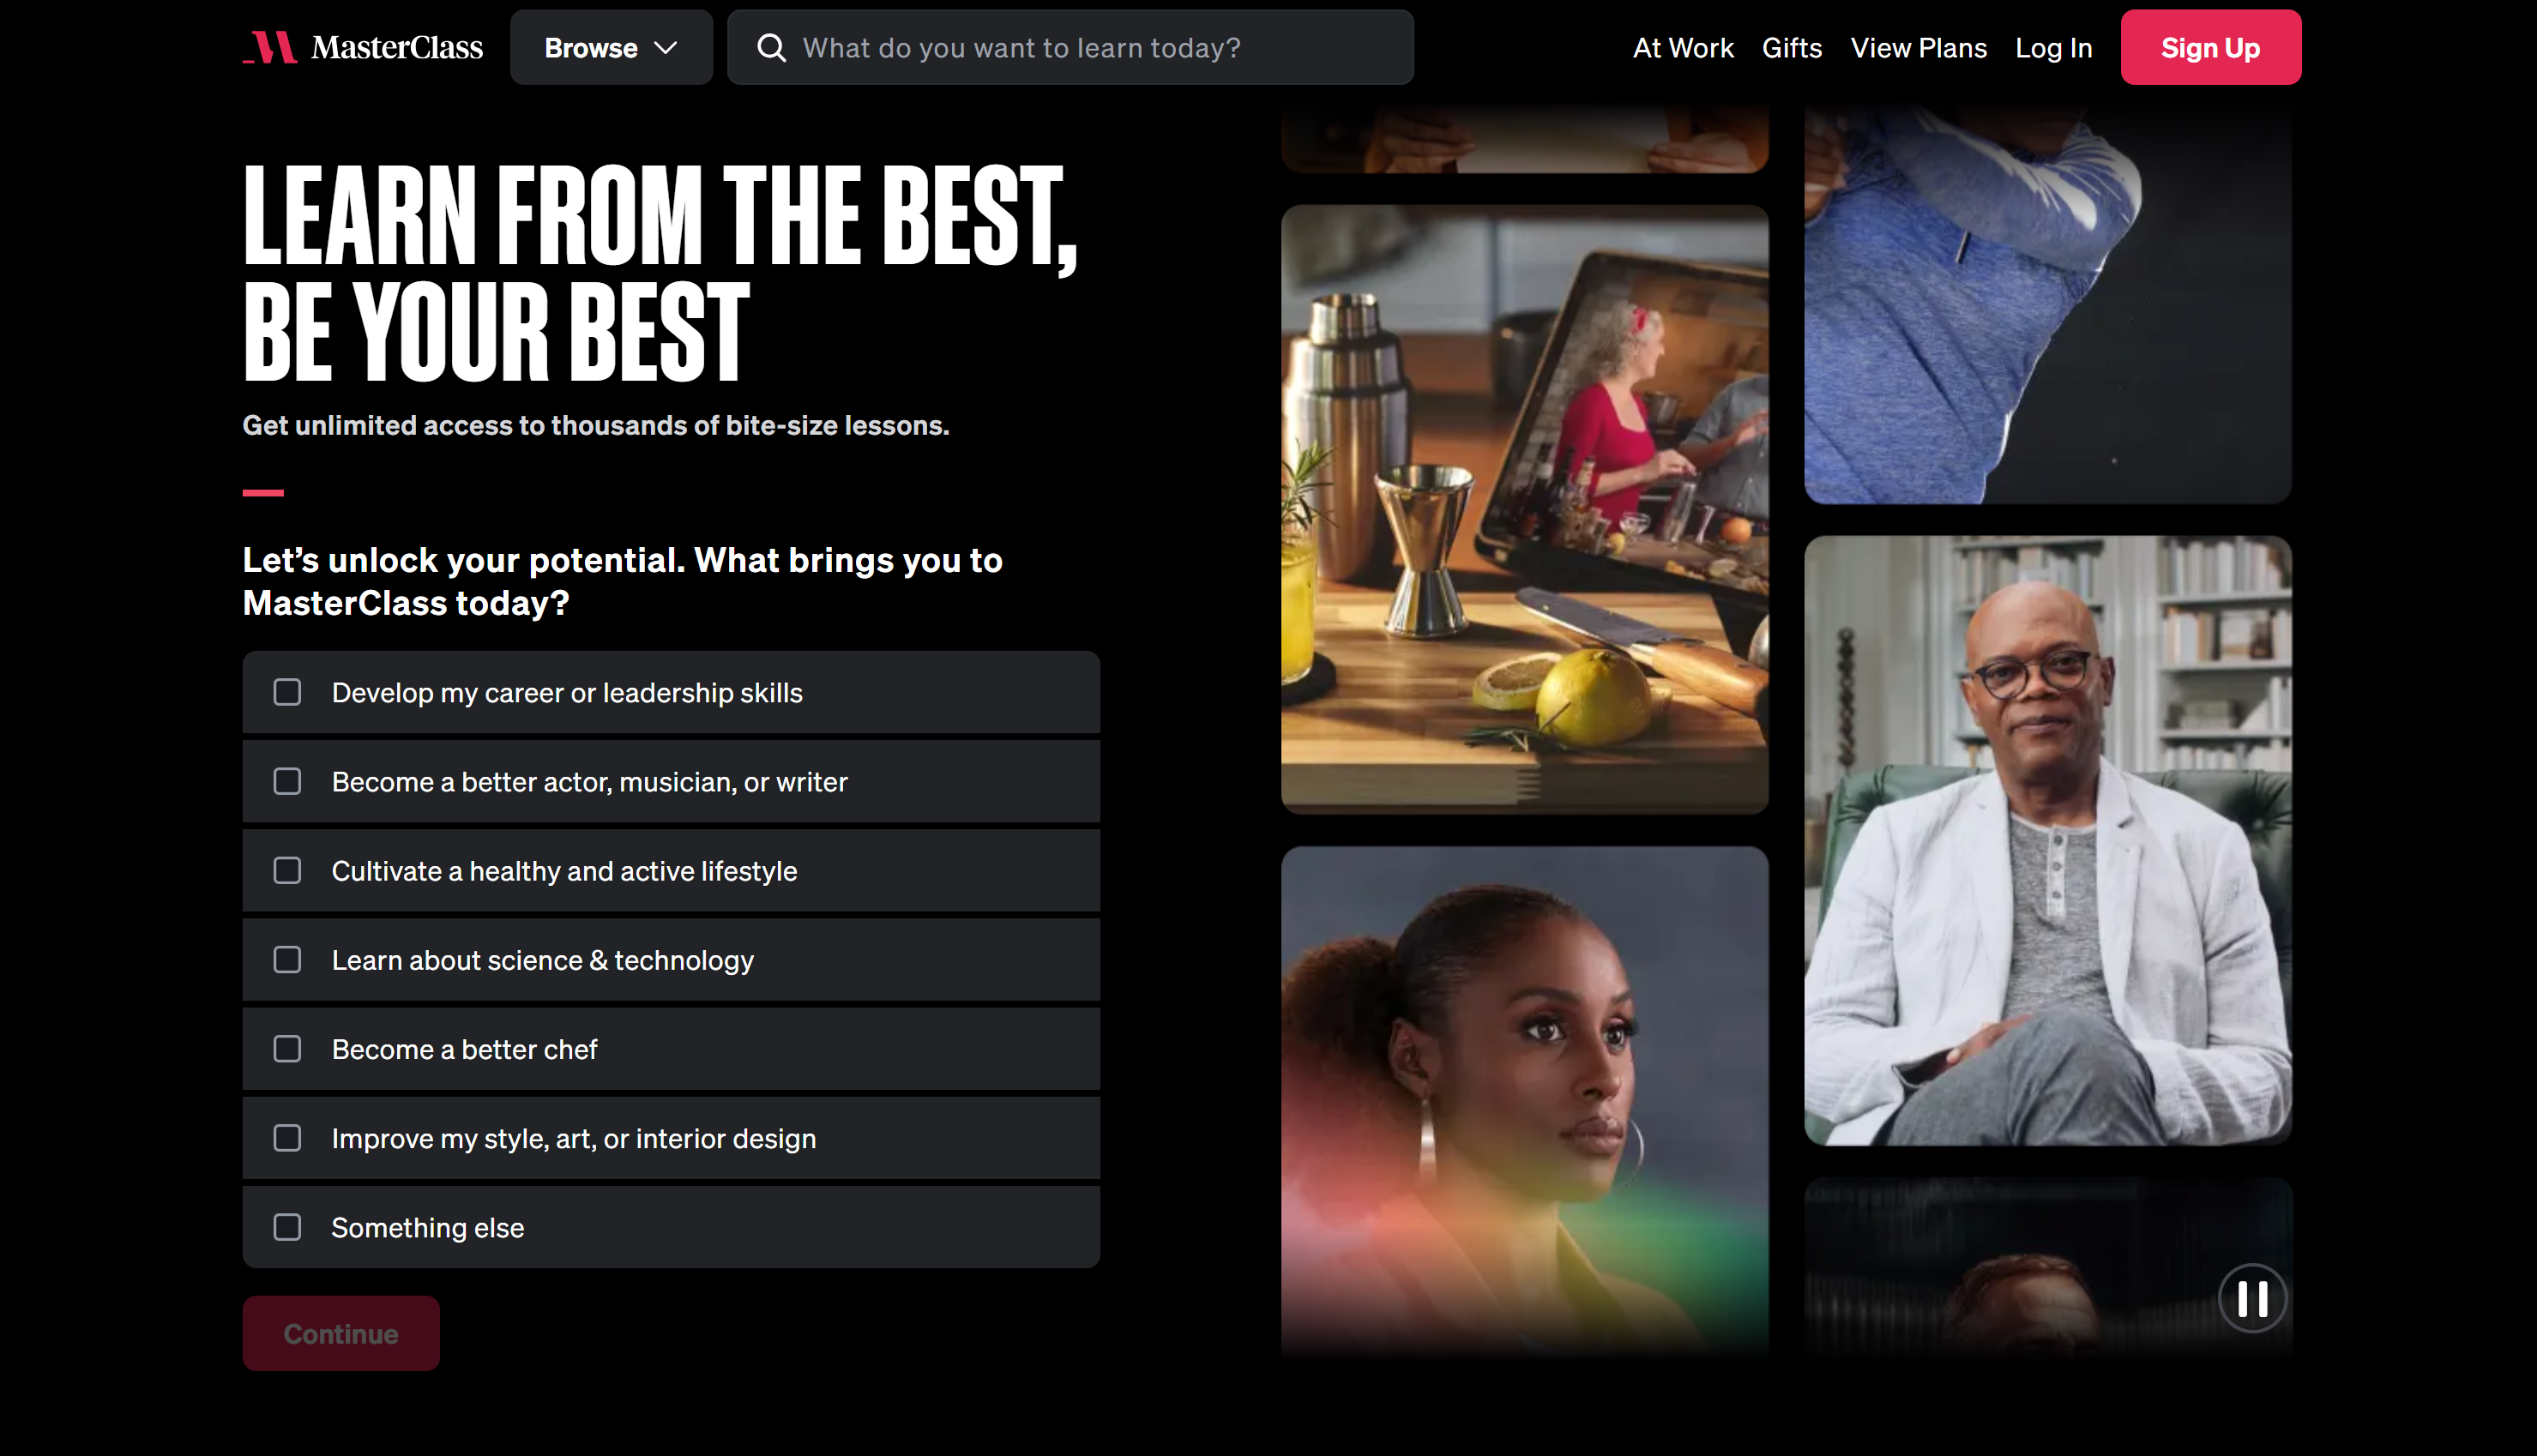 MasterClass
Browse
What do you want to learn today?
At Work
Gifts
View Plans
Log In
Sign Up
LEARN FROM THE BEST,
BE YOUR BEST
Get unlimited access to thousands of bite-size lessons.
Let’s unlock your potential. What brings you to
MasterClass today?
Develop my career or leadership skills
Become a better actor, musician, or writer
Cultivate a healthy and active lifestyle
Learn about science & technology
Become a better chef
Improve my style, art, or interior design
Something else
Continue